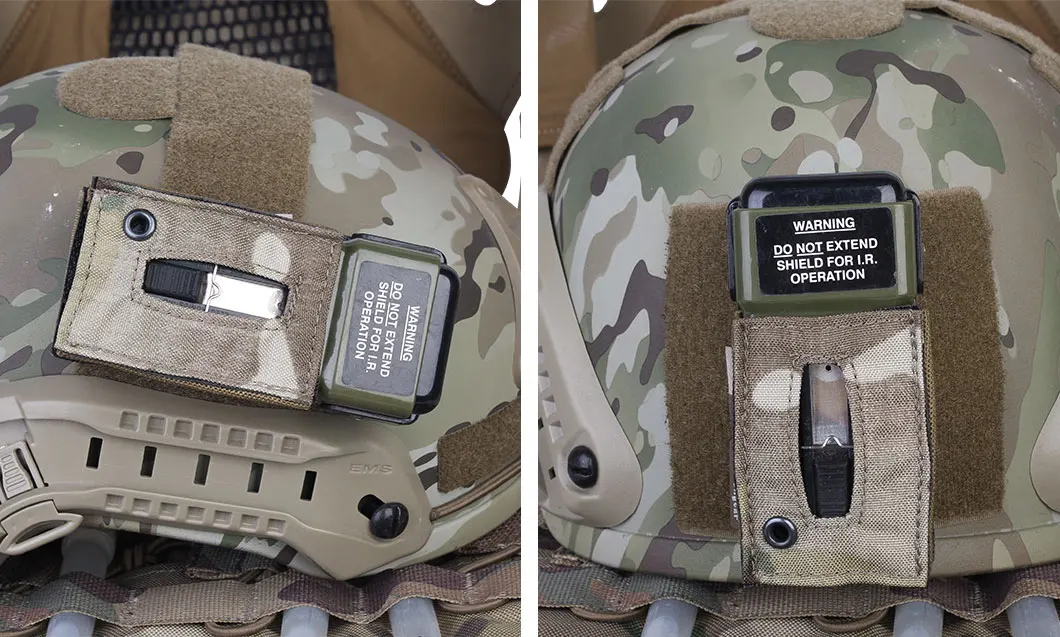 WARNING
DO NOT EXTEND
SHIELD FOR I.R.
OPERATION
EMS
WARNING
DO NOT EXTEND
SHIELD FOR I.R.
OPERATION